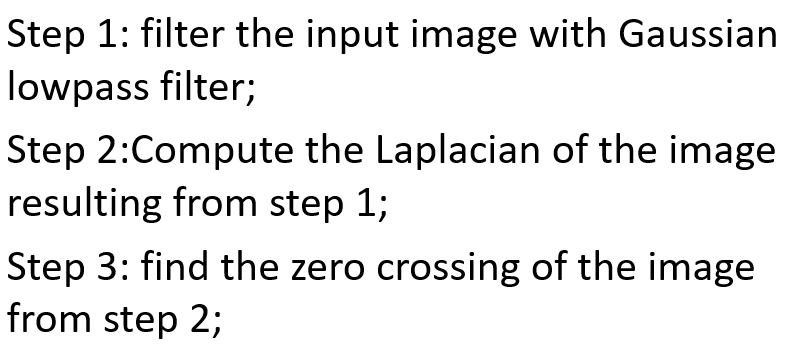 Step 1: filter the input image with Gaussian
lowpass filter;
Step 2:Compute the Laplacian of the image
resulting from step 1;
Step 3: find the zero crossing of the image
from step 2;